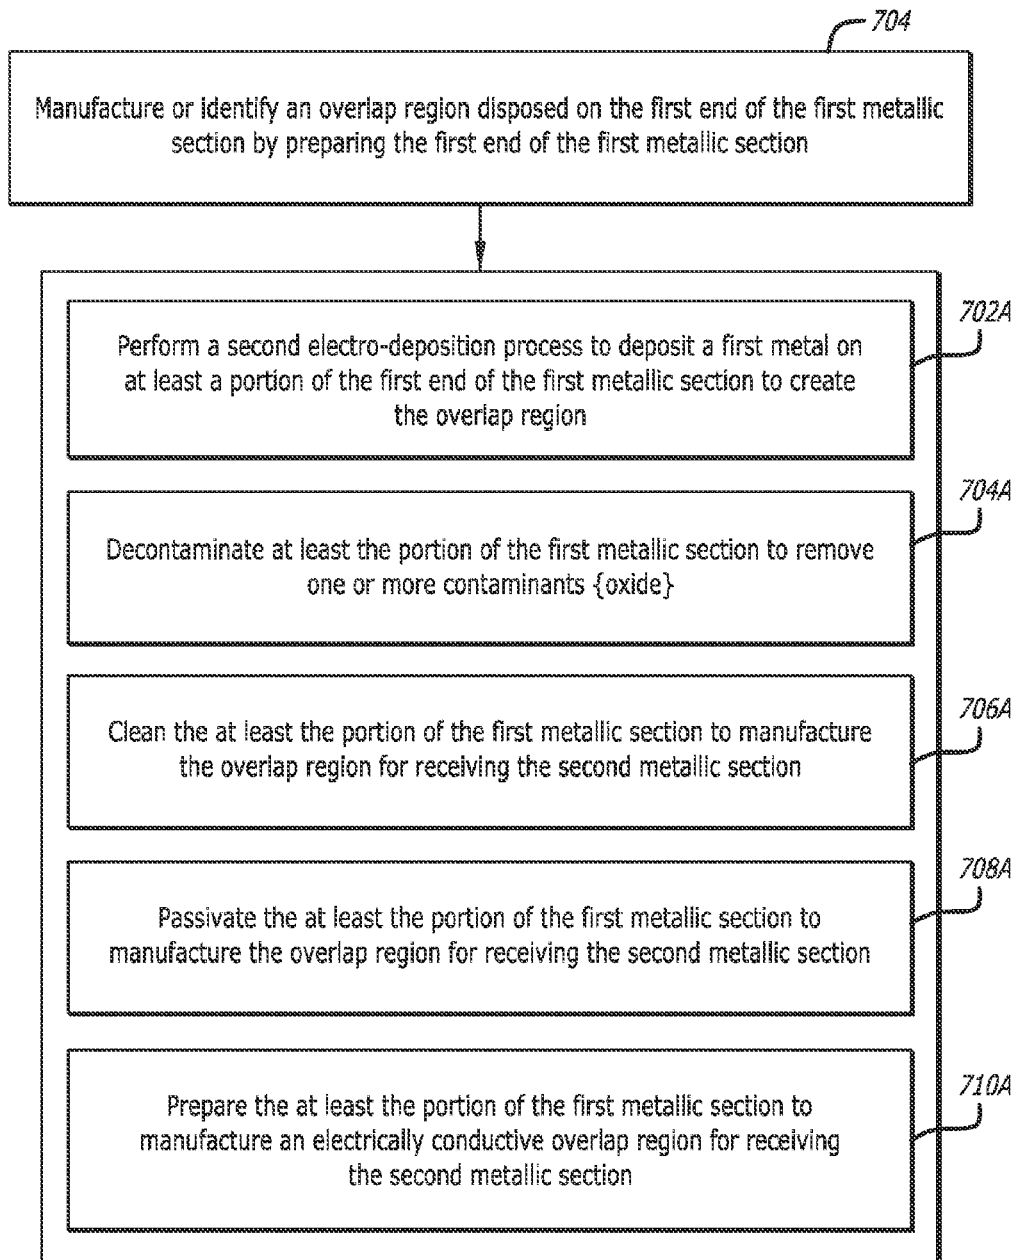 704
Manufacture or identify an overlap region disposed on the first end of the first metallic
section by preparing the first end of the first metallic section
702A
Perform a second electro-deposition process to deposit a first metal on
at least a portion of the first end of the first metallic section to create
the overlap region
704A
Decontaminate at least the portion of the first metallic section to remove
one or more contaminants {oxide}
706A
Clean the at least the portion of the first metallic section to manufacture
the overlap region for receiving the second metallic section
708A
Passivate the at least the portion of the first metallic section to
manufacture the overlap region for receiving the second metallic section
710A
Prepare the at least the portion of the first metallic section to
manufacture an electrically conductive overlap region for receiving
the second metallic section